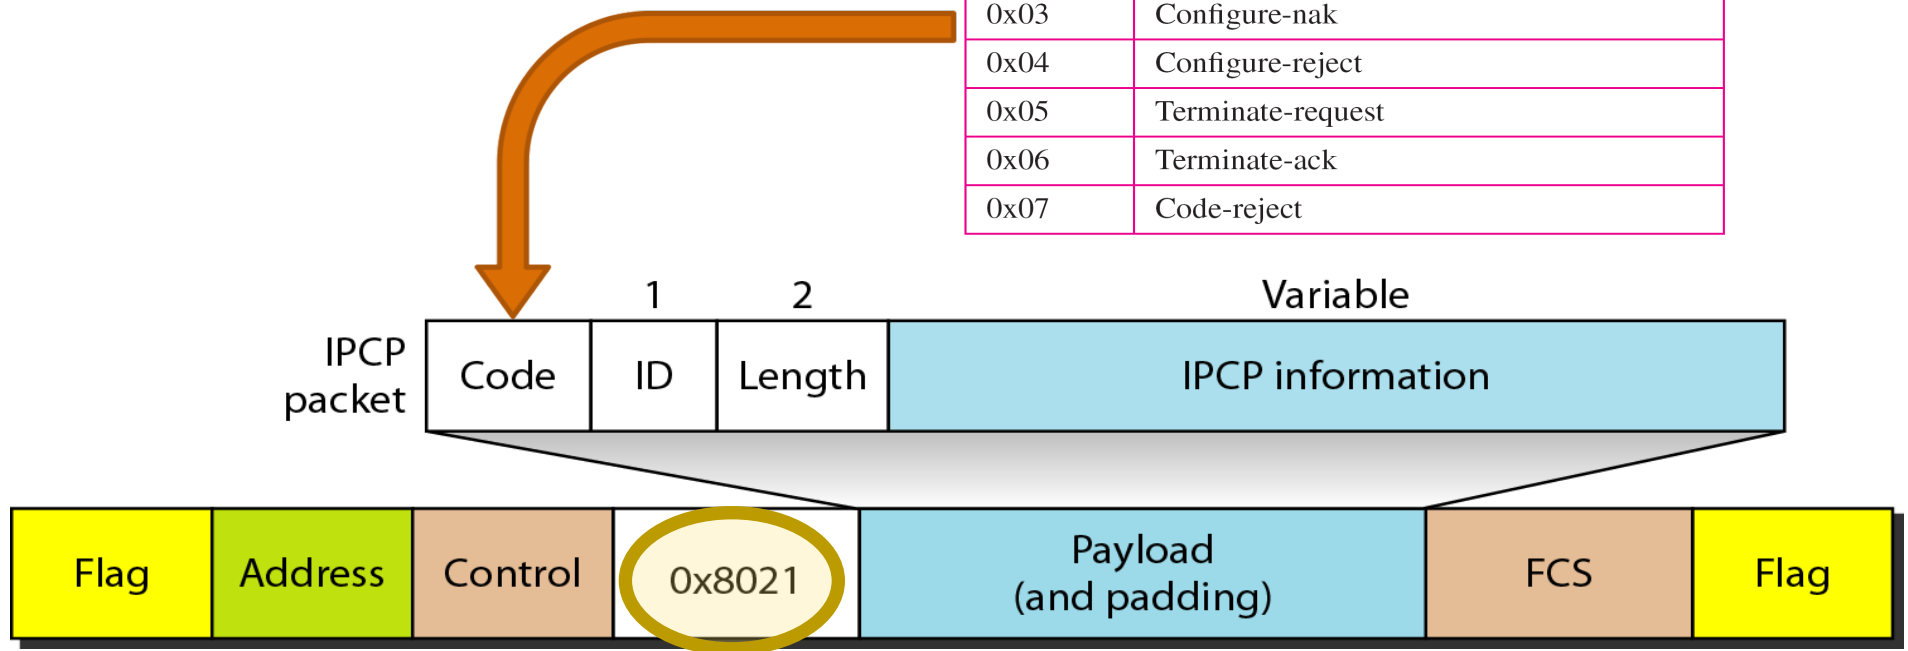 0x03 Configure-nak
0x04 Configure-reject
0x05 Terminate-request
0x06 Terminate-ack
0x07 Code-reject
1 2 Variable
IPCP
packet
Code ID Length IPCP information
Flag Address Control 0x8021 Payload
(and padding) FCS Flag